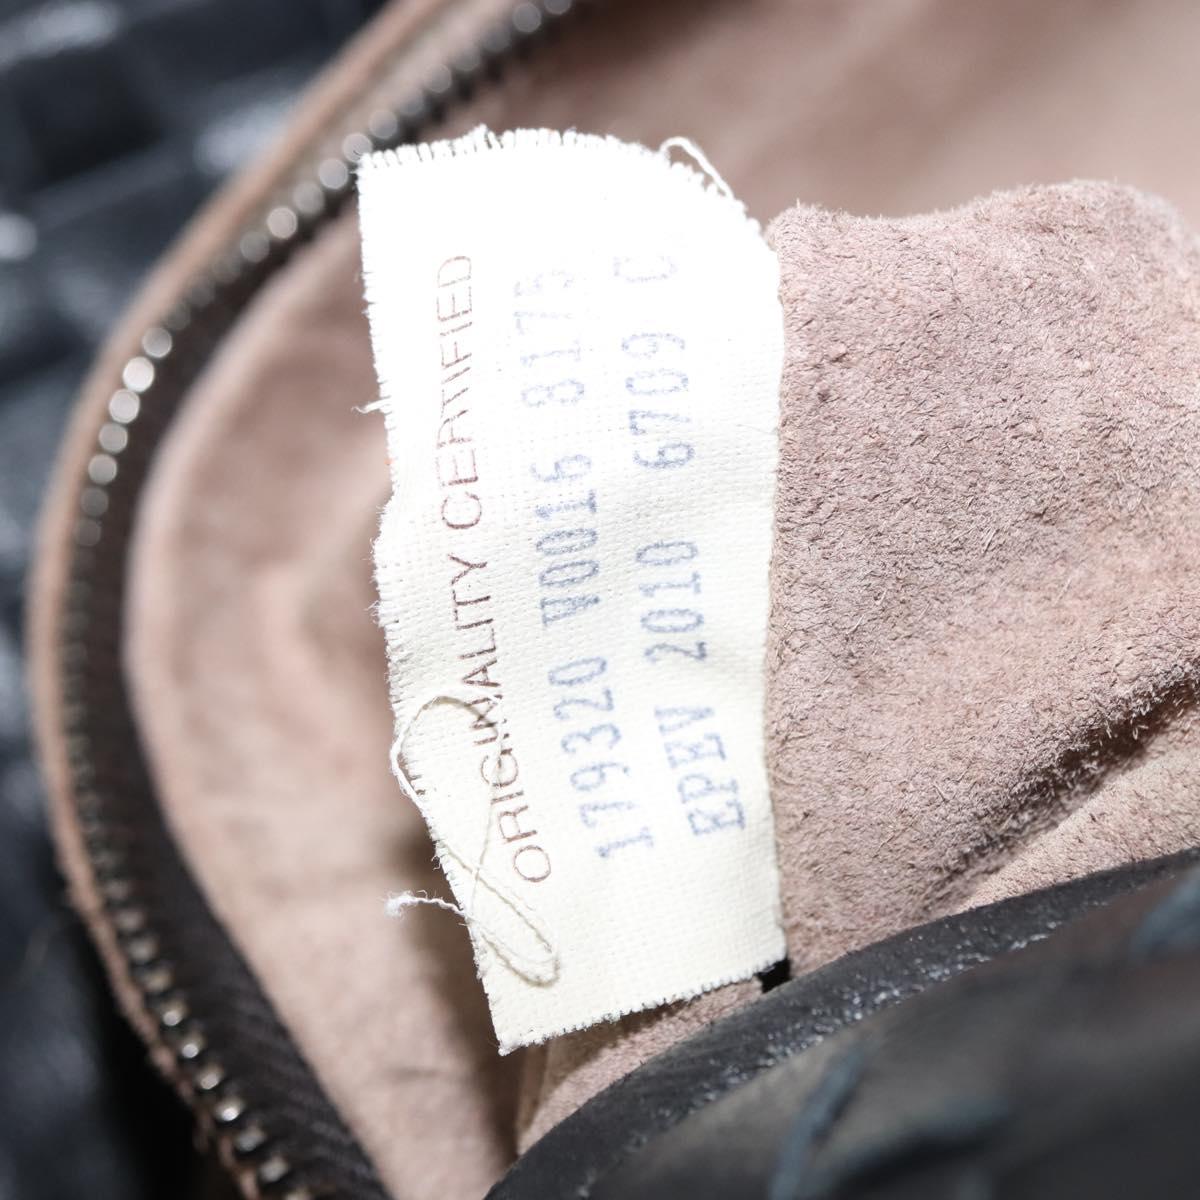 ORIGINALITY CERTIFIED
179320 V0016 8175
EPEV 2010 6709 C